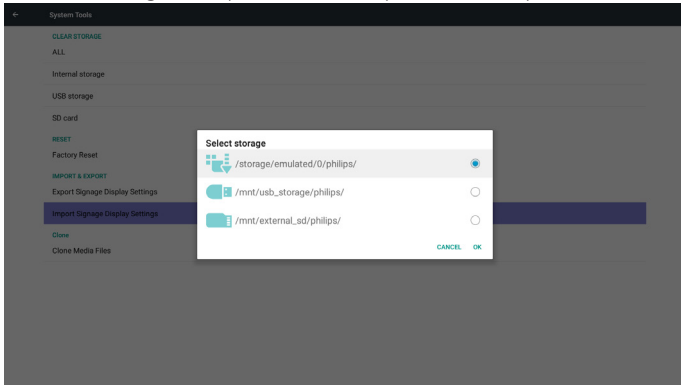 System Tools
CLEAR STORAGE
ALL
Internal storage
USB storage
SD card
RESET
Factory Reset
IMPORT & EXPORT
Export Signage Display Settings
Import Signage Display Settings
Clone
Clone Media Files
Select storage
/storage/emulated/0/philips/
/mnt/usb_storage/philips/
/mnt/external_sd/philips/
CANCEL OK